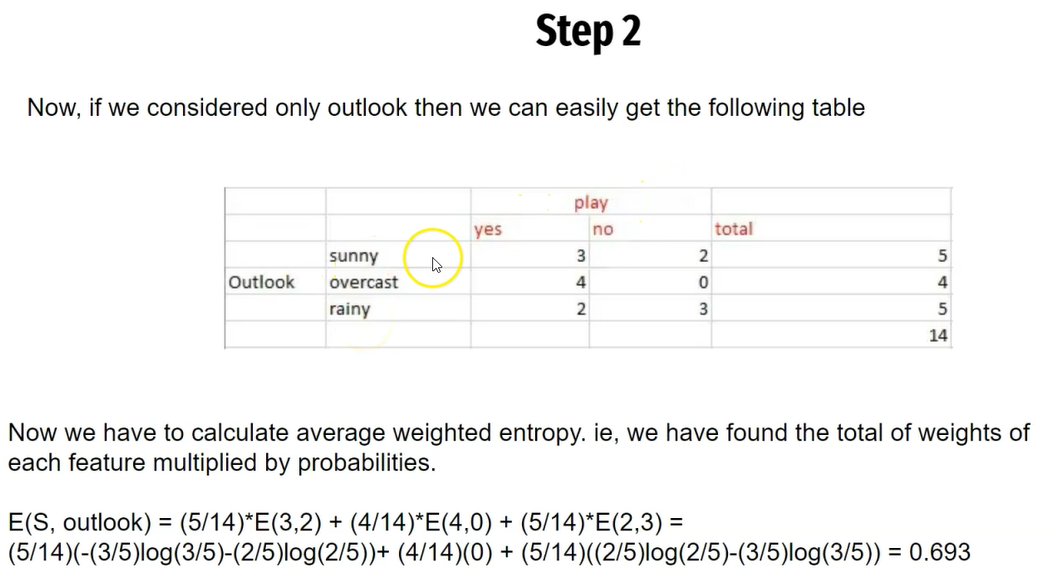 Step 2
Now, if we considered only outlook then we can easily get the following table
play
yes no total
sunny 3 2 5
Outlook overcast 4 0 4
rainy 2 3 5
14
Now we have to calculate average weighted entropy. ie, we have found the total of weights of
each feature multiplied by probabilities.
E(S, outlook) = (5/14)*E(3,2) + (4/14)*E(4,0) + (5/14)*E(2,3) =
(5/14)(-(3/5)log(3/5)-(2/5)log(2/5))+ (4/14)(0) + (5/14)((2/5)log(2/5)-(3/5)log(3/5)) = 0.693